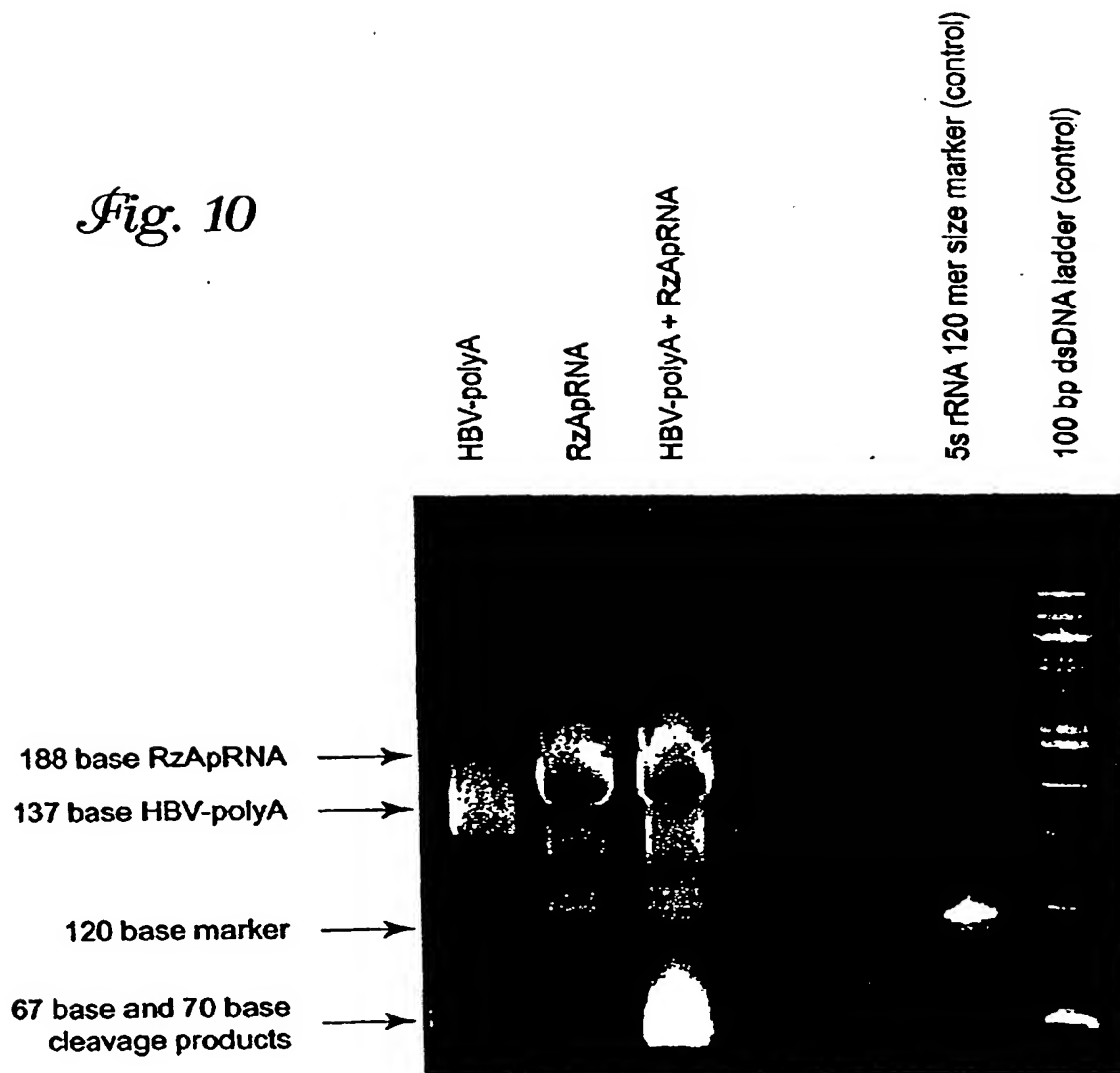 Fig. 10
HBV-polyA
RzApRNA
HBV-polyA + RzApRNA
5s rRNA 120 mer size marker (control)
100 bp dsDNA ladder (control)
188 base RzApRNA
137 base HBV-polyA
120 base marker
67 base and 70 base
cleavage products